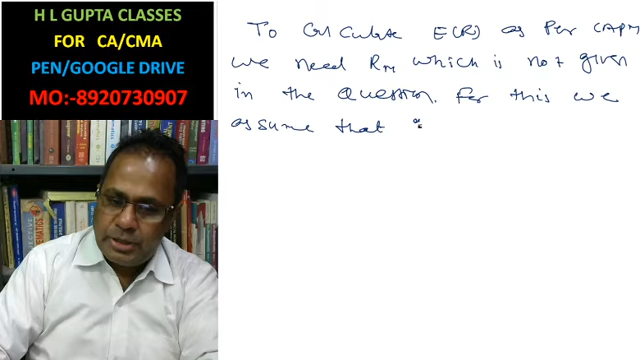 H L GUPTA CLASSES
FOR CA/CMA
PEN/GOOGLE DRIVE
MO:-8920730907
To Calculate E(R) as Per CAPM
we need RM which is not given
in the Question. For this we
assume that